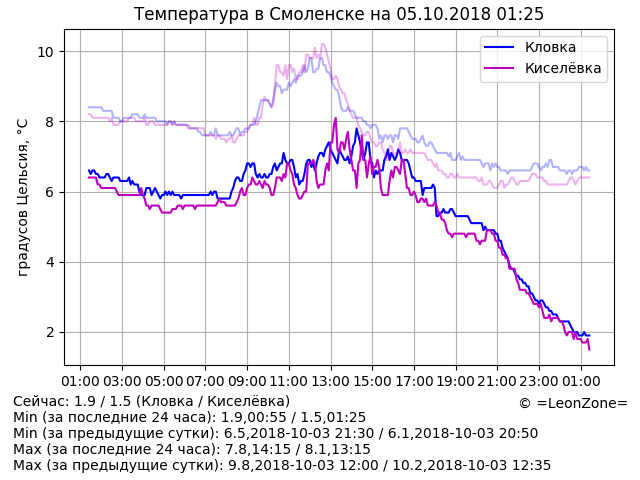 Температура в Смоленске на 05.10.2018 01:25
градусов Цельсия, °C
10
8
6
4
2
Кловка
Киселёвка
01:00 03:00 05:00 07:00 09:00 11:00 13:00 15:00 17:00 19:00 21:00 23:00 01:00
Сейчас: 1.9 / 1.5 (Кловка / Киселёвка)
© =LeonZone=
Min (за последние 24 часа): 1.9,00:55 / 1.5,01:25
Min (за предыдущие сутки): 6.5,2018-10-03 21:30 / 6.1,2018-10-03 20:50
Max (за последние 24 часа): 7.8,14:15 / 8.1,13:15
Max (за предыдущие сутки): 9.8,2018-10-03 12:00 / 10.2,2018-10-03 12:35